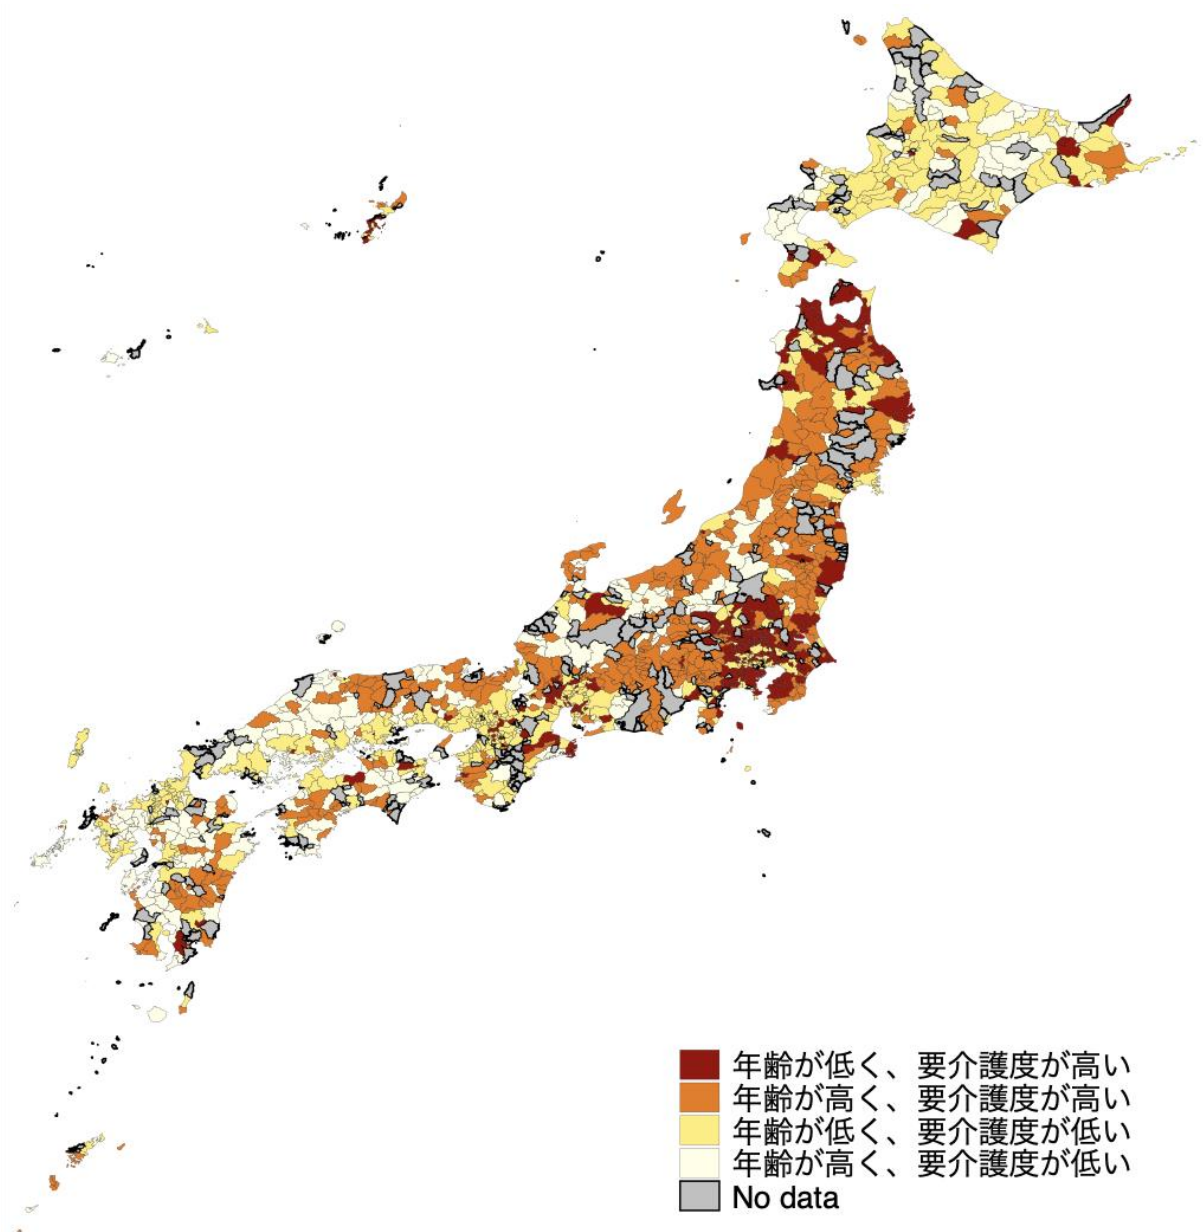 年齢が低く、要介護度が高い
年齢が高く、要介護度が高い
年齢が低く、要介護度が低い
年齢が高く、要介護度が低い
No data